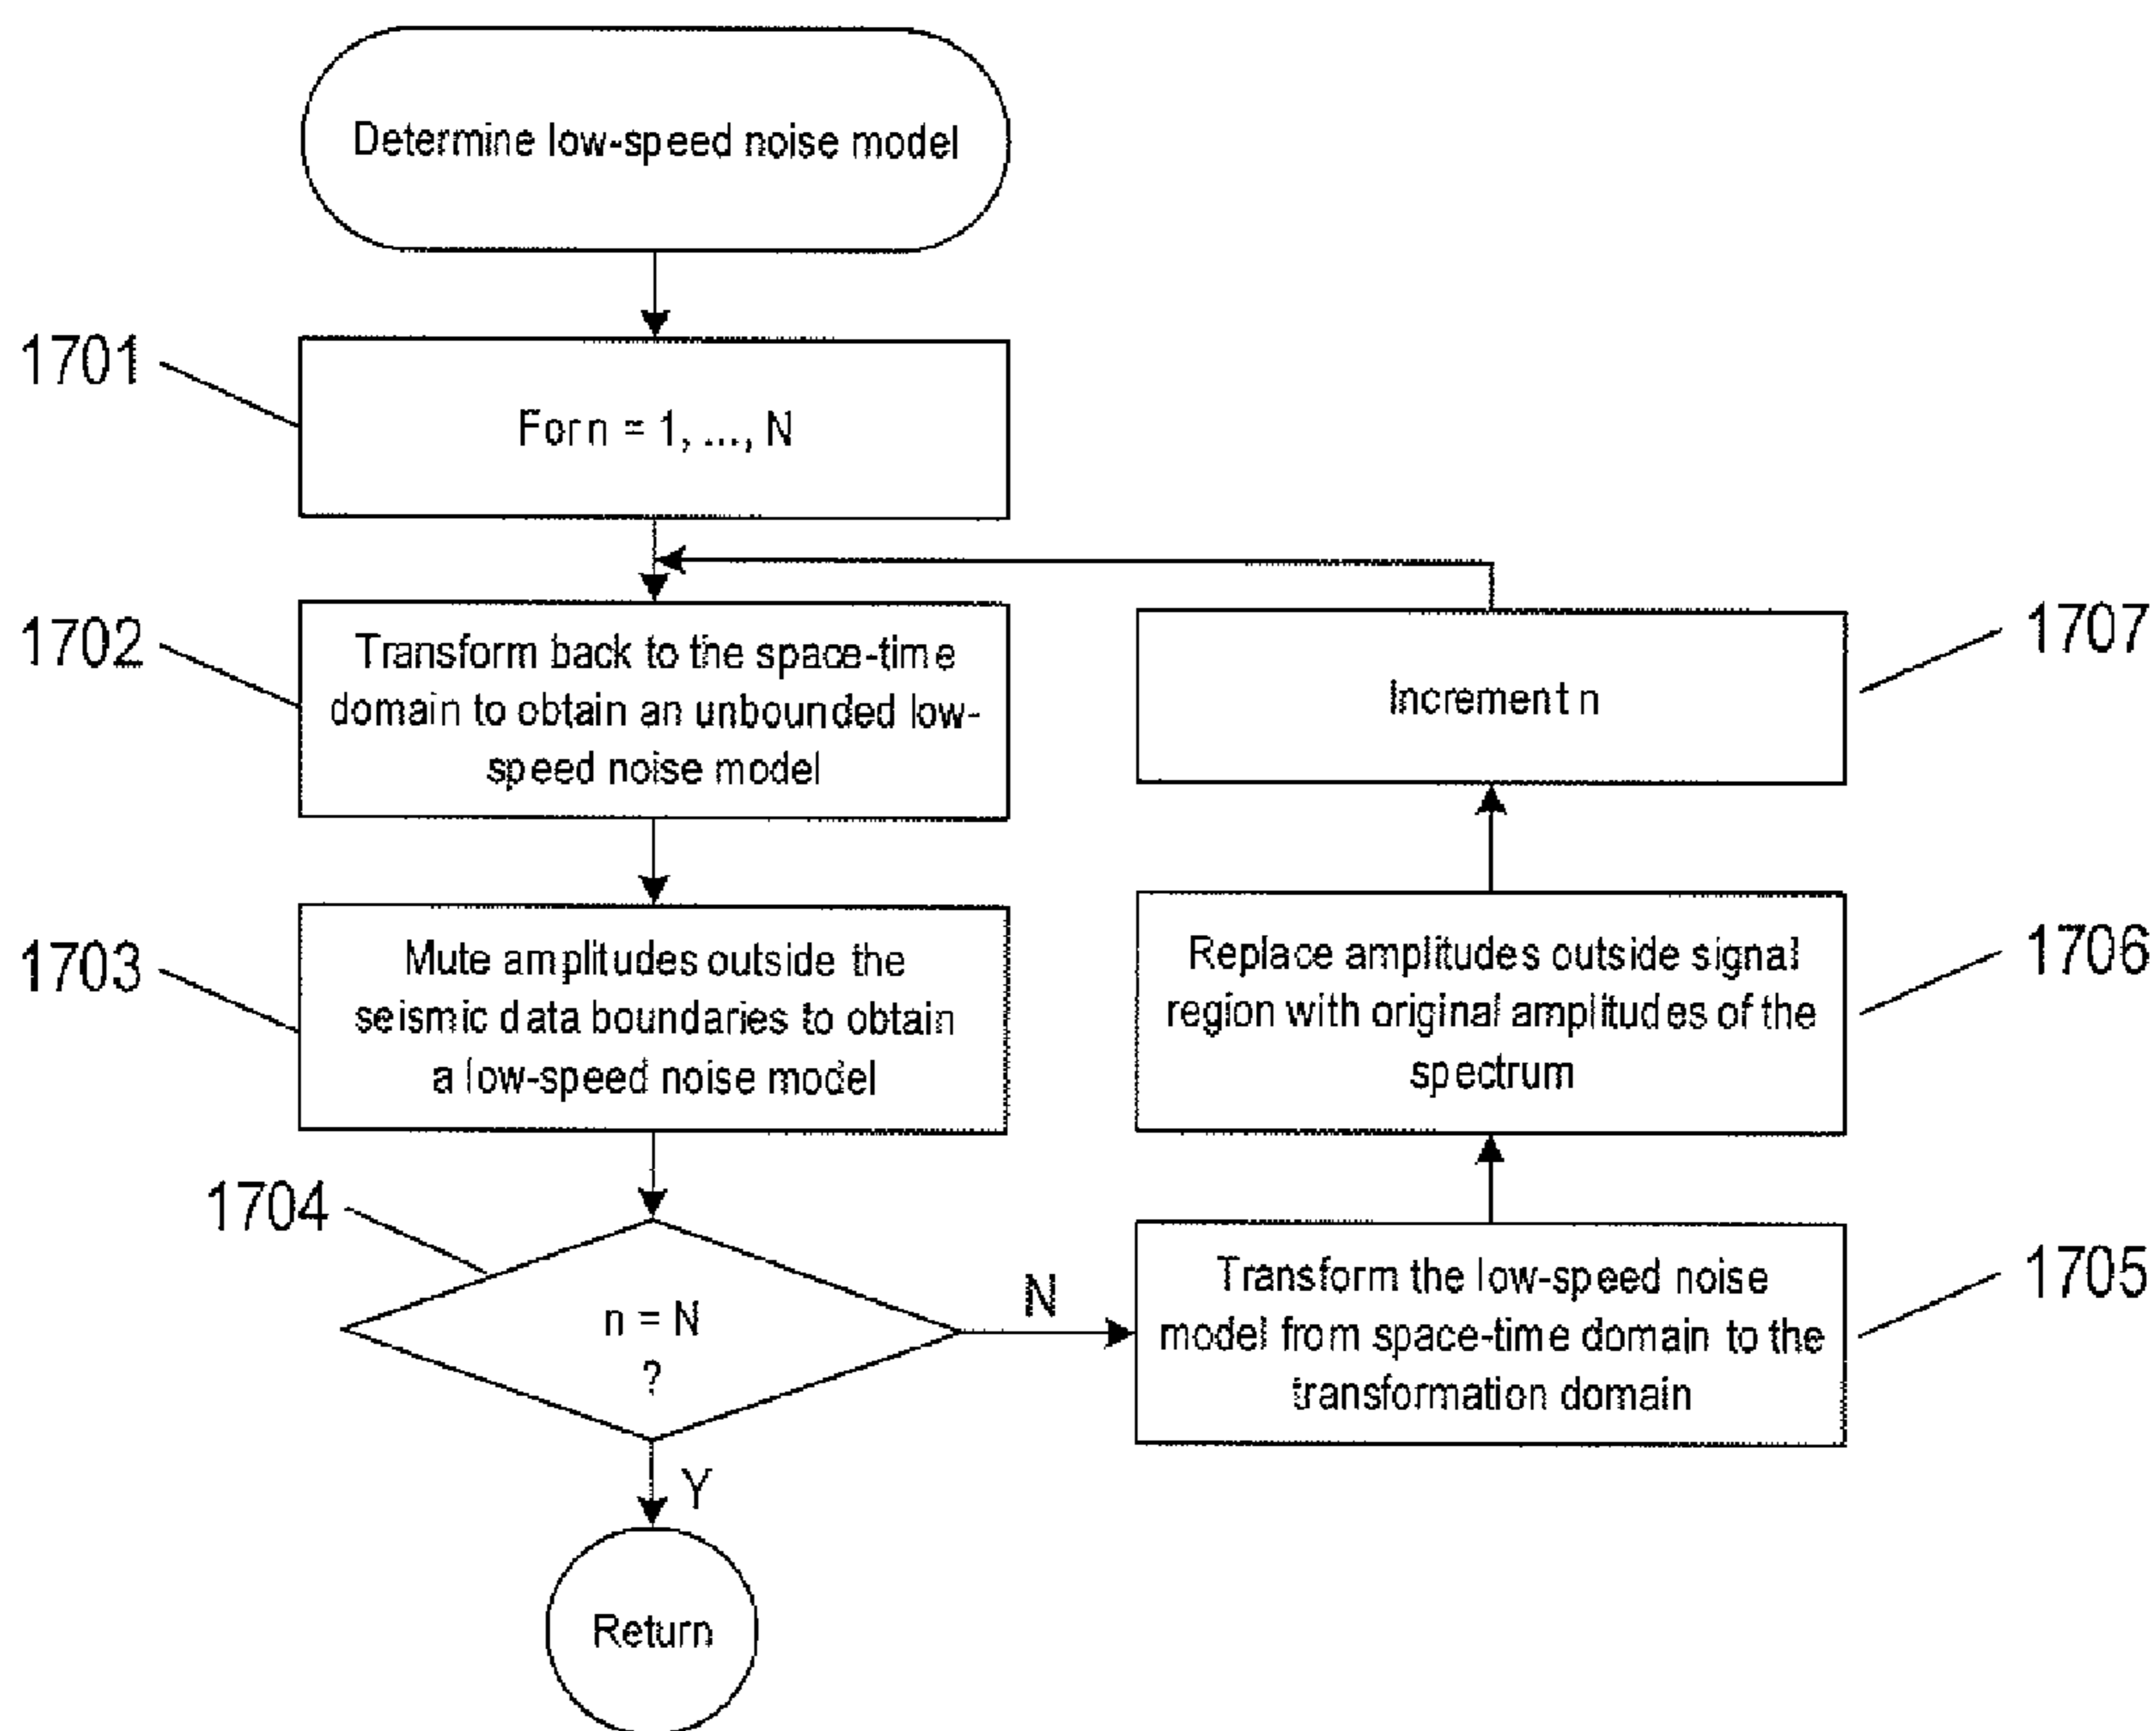 Determine low-speed noise model
1701
For n = 1, ..., N
1702
Transform back to the space-time
domain to obtain an unbounded low-
speed noise model
1703
Mute amplitudes outside the
seismic data boundaries to obtain
a low-speed noise model
1704
n = N
?
N
Y
Return
1705
Transform the low-speed noise
model from space-time domain to the
transformation domain
1706
Replace amplitudes outside signal
region with original amplitudes of the
spectrum
1707
Increment n